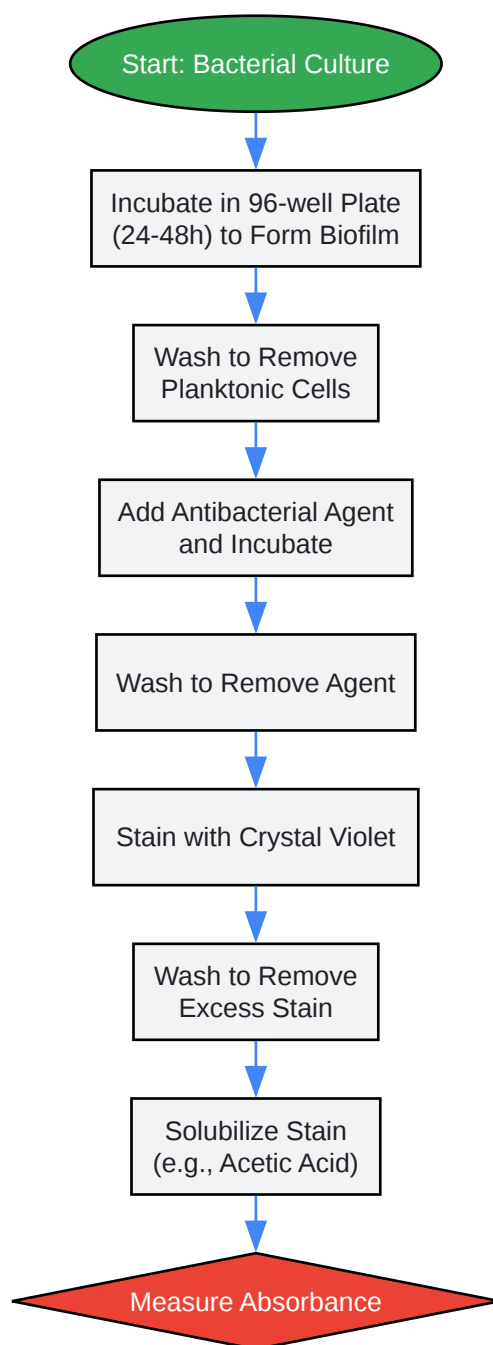 Start: Bacterial Culture
Incubate in 96-well Plate
(24-48h) to Form Biofilm
Wash to Remove
Planktonic Cells
Add Antibacterial Agent
and Incubate
Wash to Remove Agent
Stain with Crystal Violet
Wash to Remove
Excess Stain
Solubilize Stain
(e.g., Acetic Acid)
Measure Absorbance